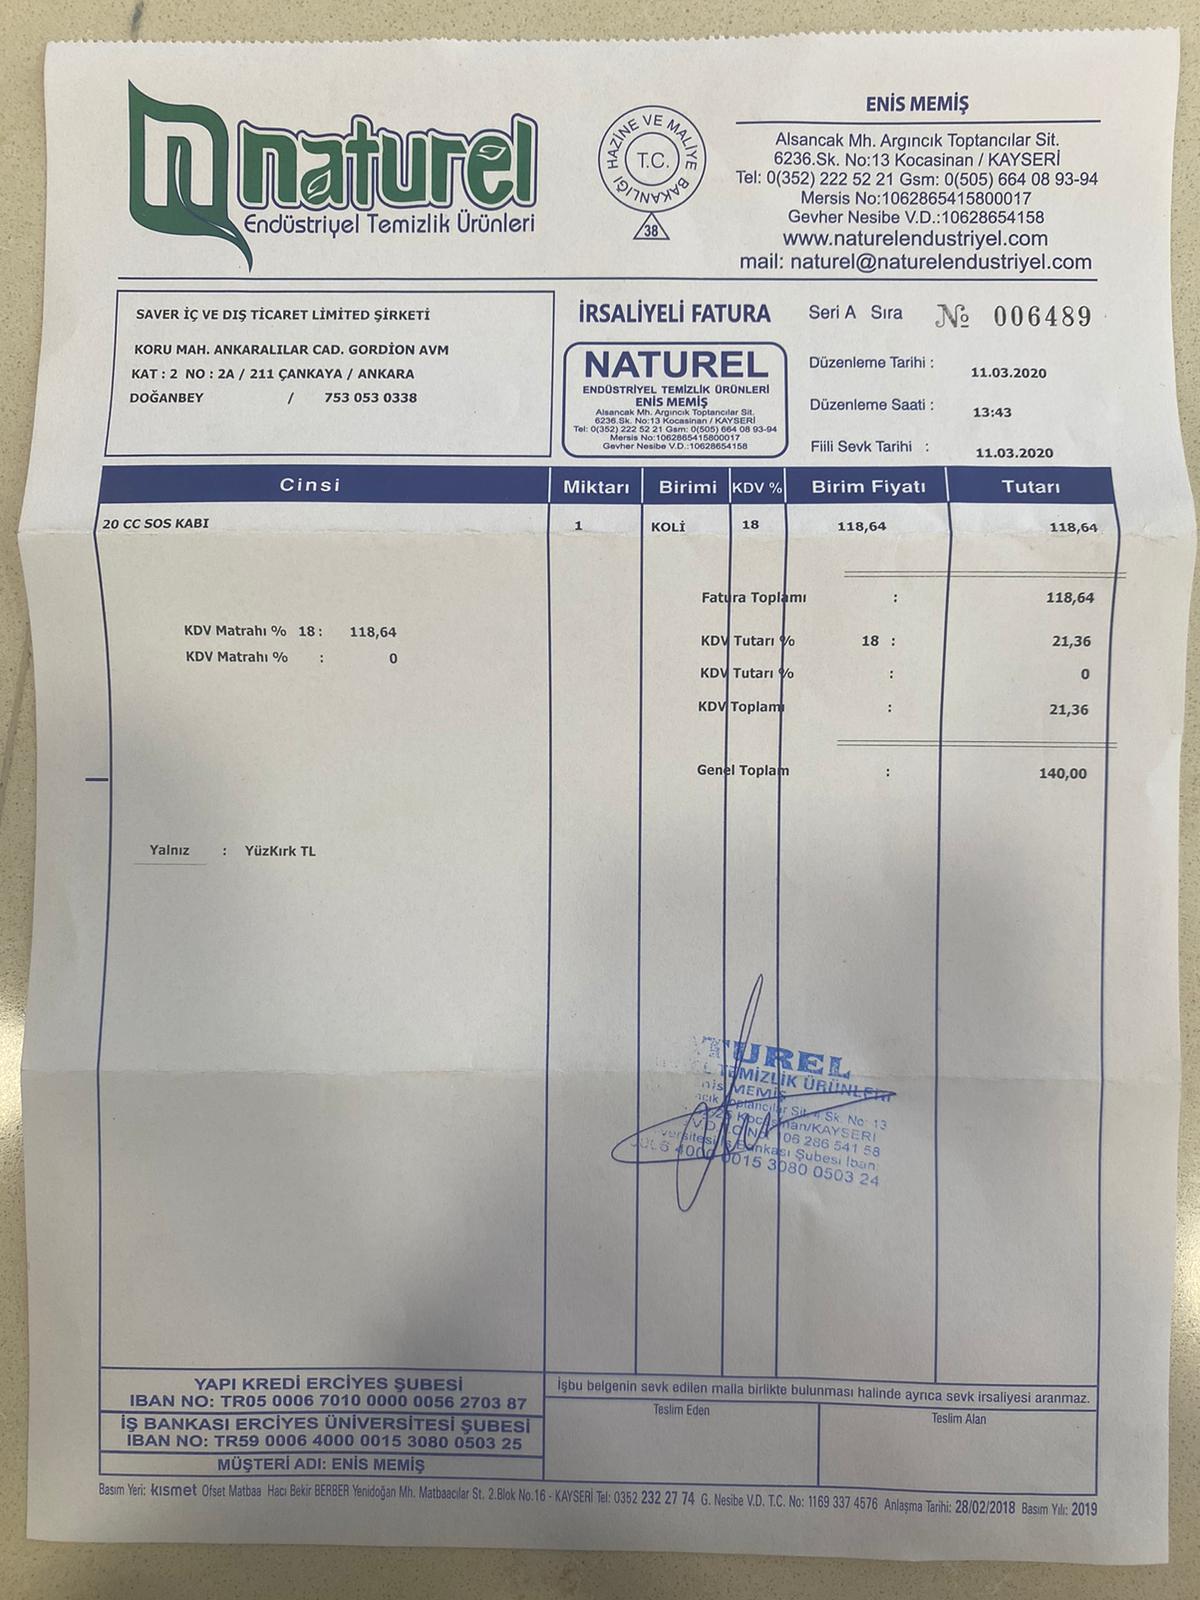 naturel
Endüstriyel Temizlik Ürünleri
T.C. HAZİNE VE MALİYE BAKANLIĞI
38
ENİS MEMİŞ
Alsancak Mh. Argıncık Toptancılar Sit.
6236.Sk. No:13 Kocasinan / KAYSERİ
Tel: 0(352) 222 52 21 Gsm: 0(505) 664 08 93-94
Mersis No:1062865415800017
Gevher Nesibe V.D.:10628654158
www.naturelendustriyel.com
mail: naturel@naturelendustriyel.com
SAVER İÇ VE DIŞ TİCARET LİMİTED ŞİRKETİ
KORU MAH. ANKARALILAR CAD. GORDİON AVM
KAT : 2 NO : 2A / 211 ÇANKAYA / ANKARA
DOĞANBEY / 753 053 0338
İRSALİYELİ FATURA
NATUREL
ENDÜSTRİYEL TEMİZLİK ÜRÜNLERİ
ENİS MEMİŞ
Alsancak Mh. Argıncık Toptancılar Sit.
6236.Sk. No:13 Kocasinan / KAYSERİ
Tel: 0(352) 222 52 21 Gsm: 0(505) 664 08 93-94
Mersis No:1062865415800017
Gevher Nesibe V.D.:10628654158
Seri A Sıra № 006489
Düzenleme Tarihi : 11.03.2020
Düzenleme Saati : 13:43
Fiili Sevk Tarihi : 11.03.2020
Cinsi Miktarı Birimi KDV % Birim Fiyatı Tutarı
20 CC SOS KABI 1 KOLİ 18 118,64 118,64
Fatura Toplamı : 118,64
KDV Matrahı % 18 : 118,64
KDV Matrahı % : 0
KDV Tutarı % 18 : 21,36
KDV Tutarı % : 0
KDV Toplam : 21,36
Genel Toplam : 140,00
Yalnız : YüzKırk TL
TUREL
TEMİZLİK ÜRÜNLERİ
MEMİŞ
Toptancılar Sit. Sk. No: 13
Kocasinan/KAYSERİ
106 286 541 58
Bankası Şubesi Iban:
4000 0015 3080 0503 24
YAPI KREDİ ERCİYES ŞUBESİ
IBAN NO: TR05 0006 7010 0000 0056 2703 87
İŞ BANKASI ERCİYES ÜNİVERSİTESİ ŞUBESİ
IBAN NO: TR59 0006 4000 0015 3080 0503 25
MÜŞTERİ ADI: ENİS MEMİŞ
İşbu belgenin sevk edilen malla birlikte bulunması halinde ayrıca sevk irsaliyesi aranmaz.
Teslim Eden
Teslim Alan
Basım Yeri: kısmet Ofset Matbaa Hacı Bekir BERBER Yenidoğan Mh. Matbaacılar St. 2.Blok No.16 - KAYSERİ Tel: 0352 232 27 74 G. Nesibe V.D. T.C. No: 1169 337 4576 Anlaşma Tarihi: 28/02/2018 Basım Yılı: 2019